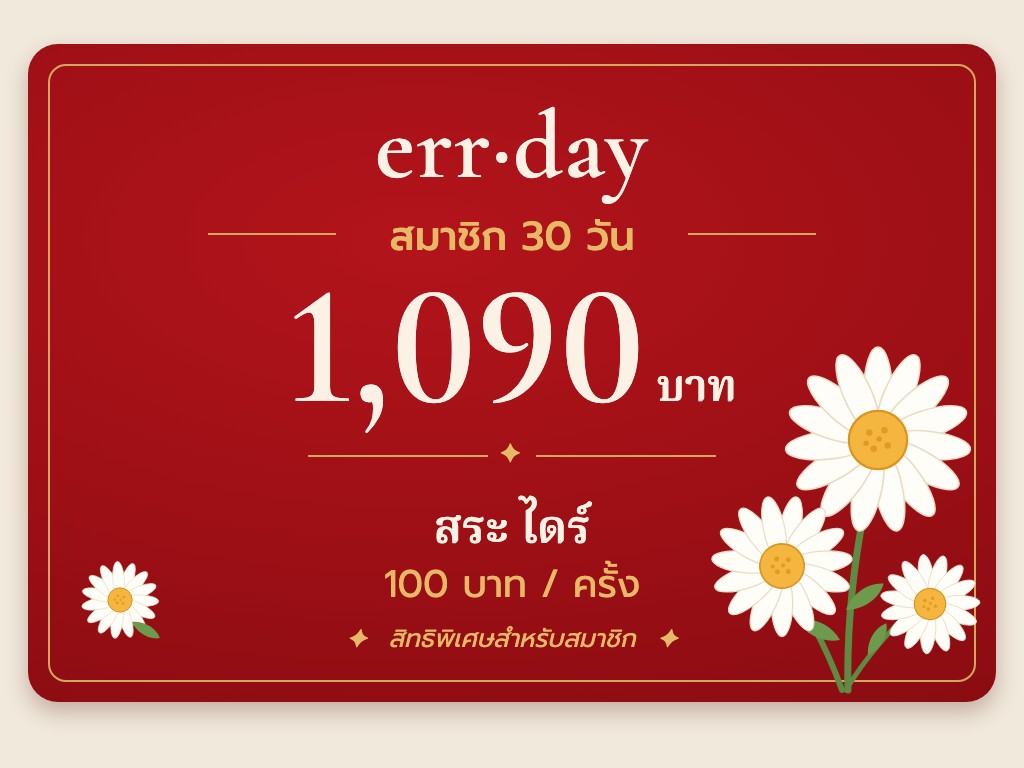 err·day
สมาชิก 30 วัน
1,090 บาท
สระ ไดร์
100 บาท / ครั้ง
สิทธิพิเศษสำหรับสมาชิก